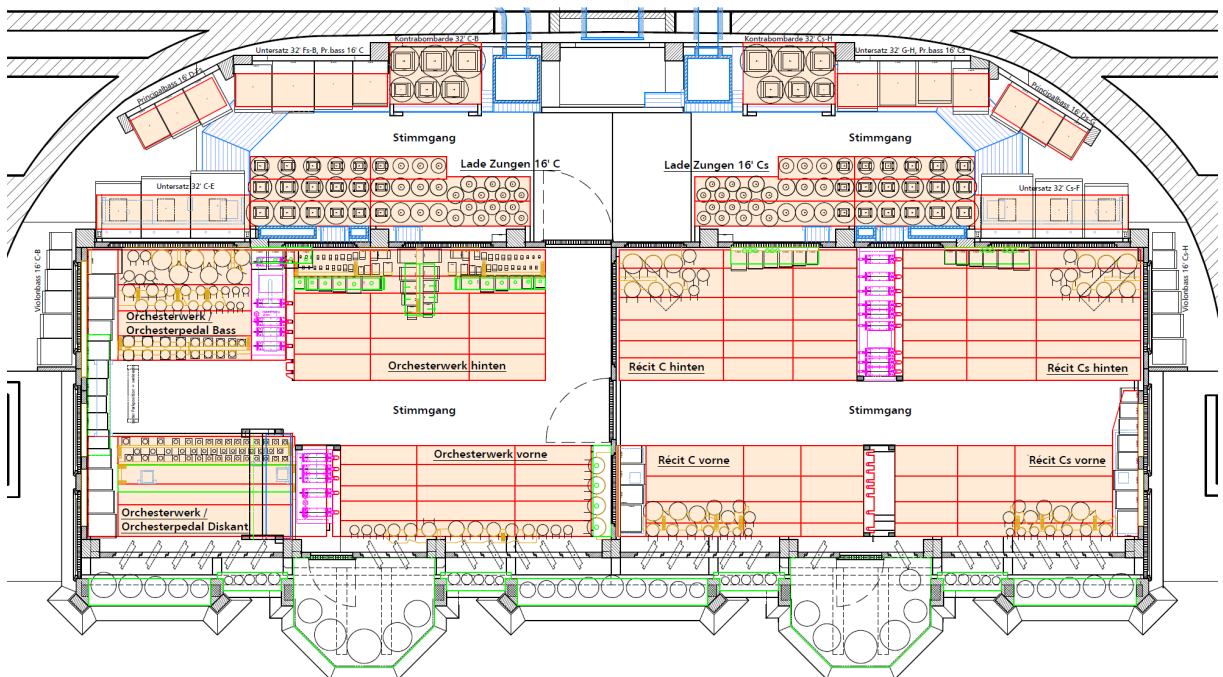 Kontrabombarde 32' C-B
Kontrabombarde 32' Cs-H
Untersatz 32' Fs-B, Pr.bass 16' C
Untersatz 32' G-H, Pr.bass 16' Cs
Principalbass 16' D-Cs
Principalbass 16' Ds-C
Stimmgang
Stimmgang
Lade Zungen 16' C
Lade Zungen 16' Cs
Untersatz 32' C-E
Untersatz 32' Cs-F
Violonbass 16' C-B
Violonbass 16' Cs-H
Orchesterwerk /
Orchesterpedal Bass
Orchesterwerk hinten
Récit C hinten
Récit Cs hinten
Stimmgang
Stimmgang
Orchesterwerk vorne
Récit C vorne
Récit Cs vorne
Orchesterwerk /
Orchesterpedal Diskant